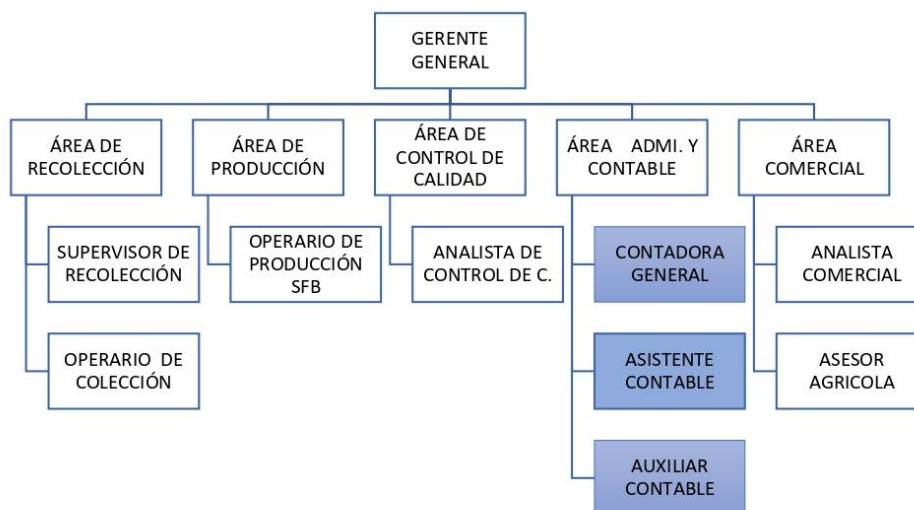 GERENTE
GENERAL
ÁREA DE
RECOLECCIÓN
ÁREA DE
PRODUCCIÓN
ÁREA DE
CONTROL DE
CALIDAD
ÁREA ADMI. Y
CONTABLE
ÁREA
COMERCIAL
SUPERVISOR DE
RECOLECCIÓN
OPERARIO DE
PRODUCCIÓN
SFB
ANALISTA DE
CONTROL DE C.
CONTADORA
GENERAL
ANALISTA
COMERCIAL
OPERARIO DE
COLECCIÓN
ASISTENTE
CONTABLE
ASESOR
AGRICOLA
AUXILIAR
CONTABLE